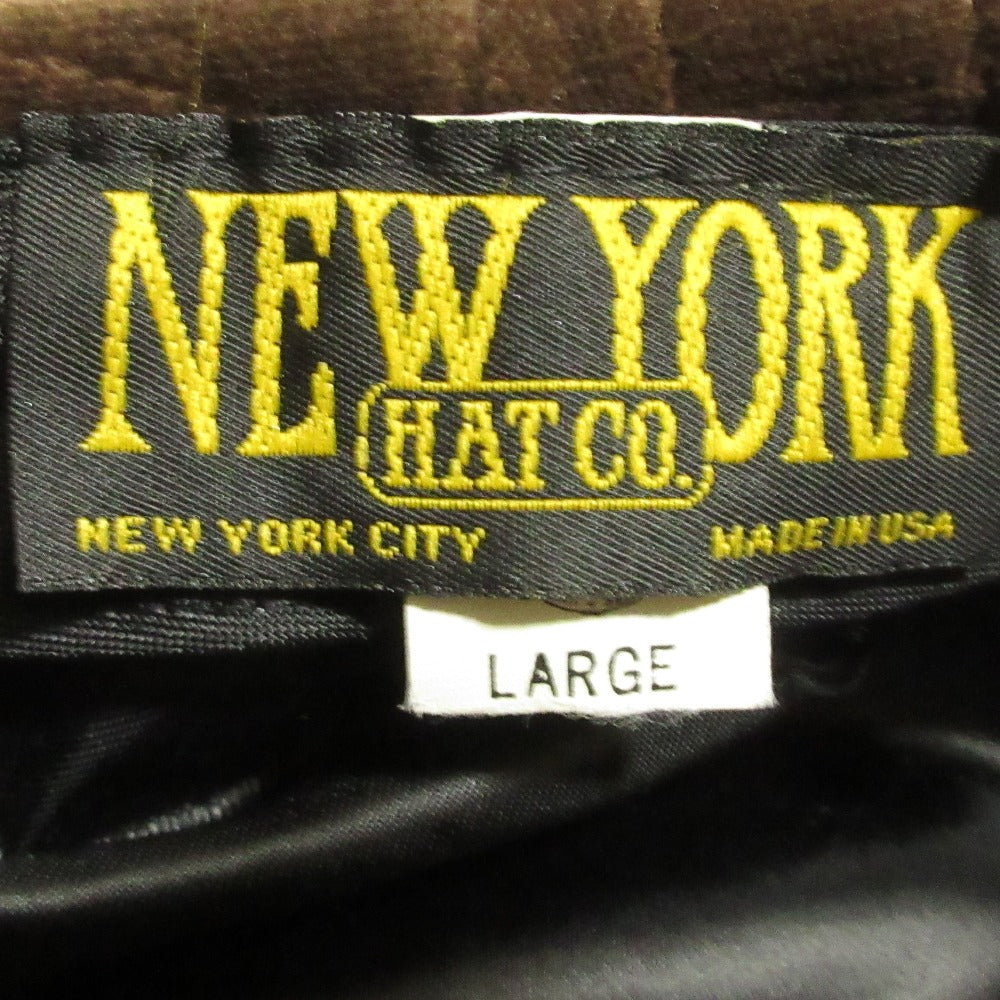 NEW YORK
HAT CO.
NEW YORK CITY MADE IN USA
LARGE